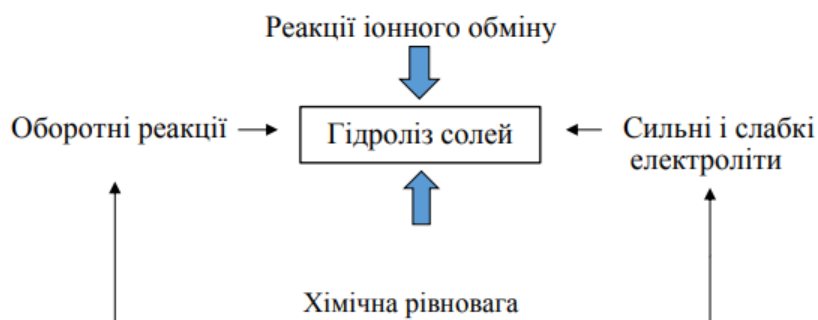 Реакції іонного обміну
Оборотні реакції
Гідроліз солей
Сильні і слабкі
електроліти
Хімічна рівновага